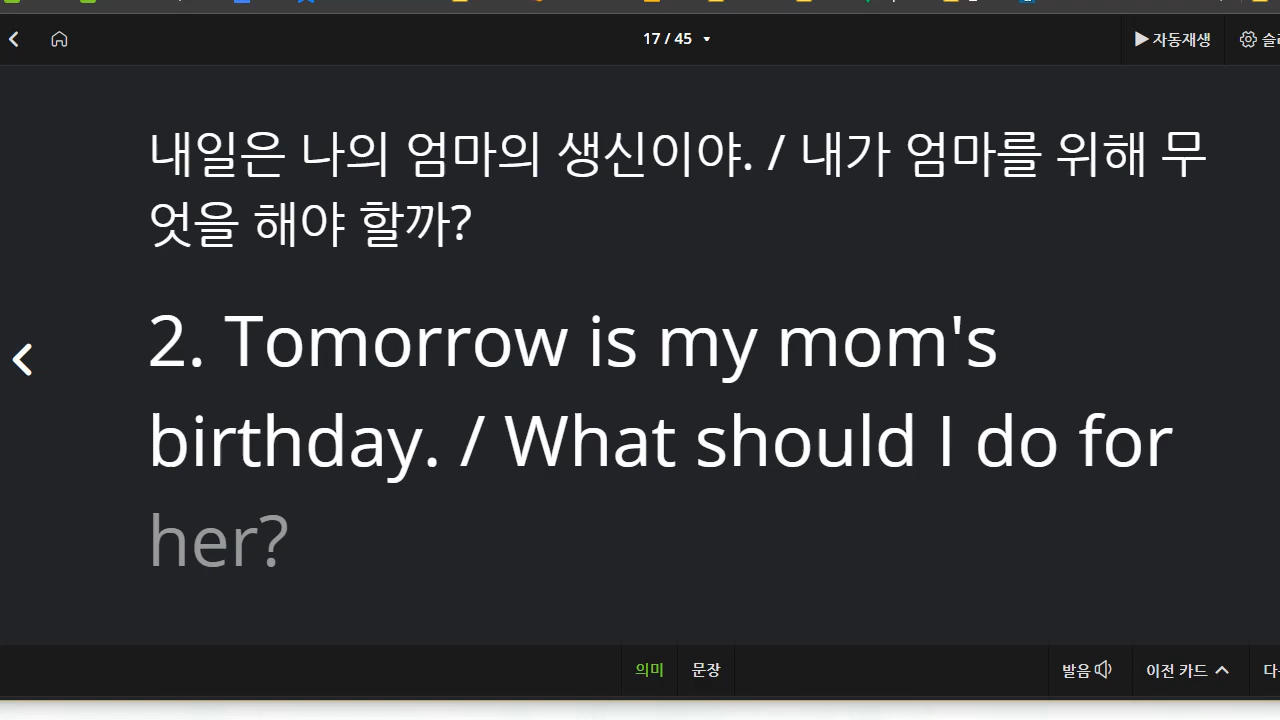 17 / 45
자동재생
내일은 나의 엄마의 생신이야. / 내가 엄마를 위해 무
엇을 해야 할까?
2. Tomorrow is my mom's
birthday. / What should I do for
her?
의미 문장 발음 이전 카드